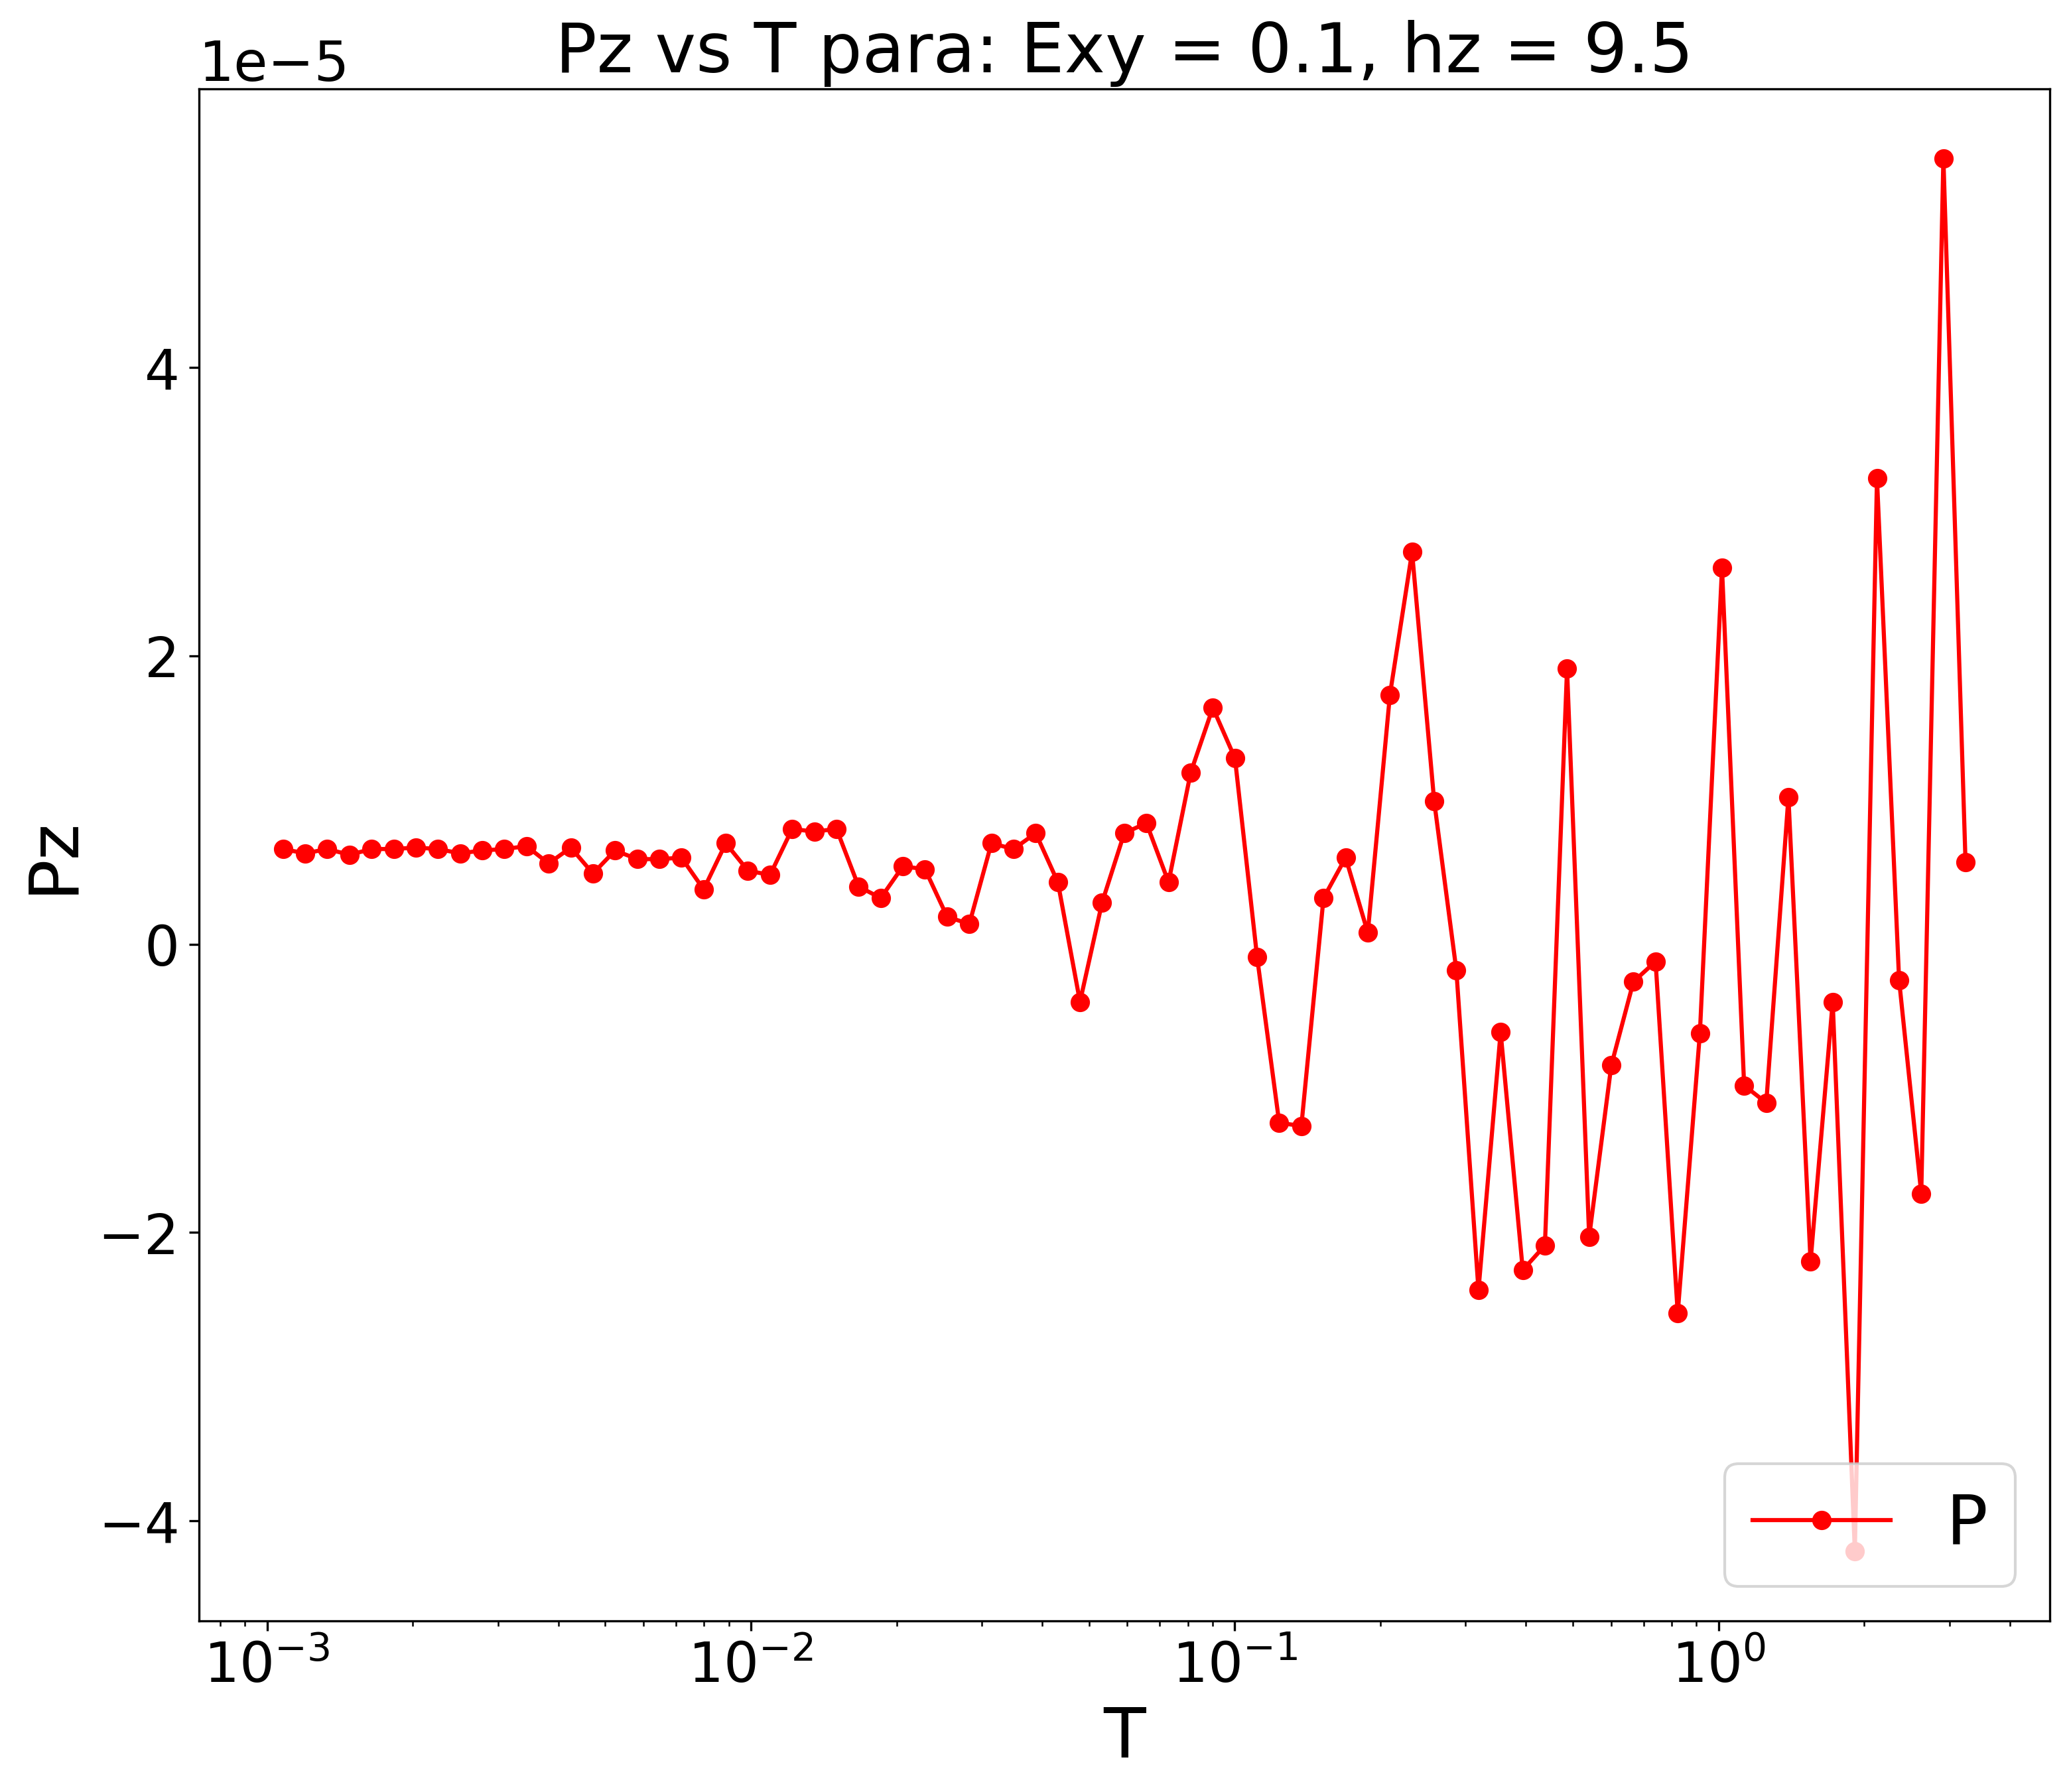 Pz vs T para: Exy = 0.1, hz = 9.5
1e−5
4
2
0
−2
−4
Pz
P
10⁻³ 10⁻² 10⁻¹ 10⁰
T